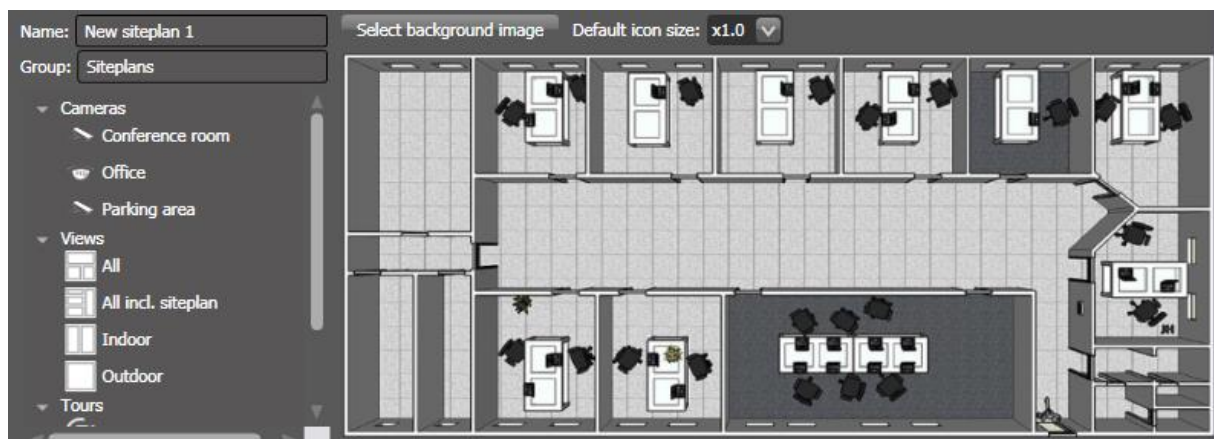 Name: New siteplan 1 Select background image Default icon size: x1.0
Group: Siteplans
Cameras
Conference room
Office
Parking area
Views
All
All incl. siteplan
Indoor
Outdoor
Tours